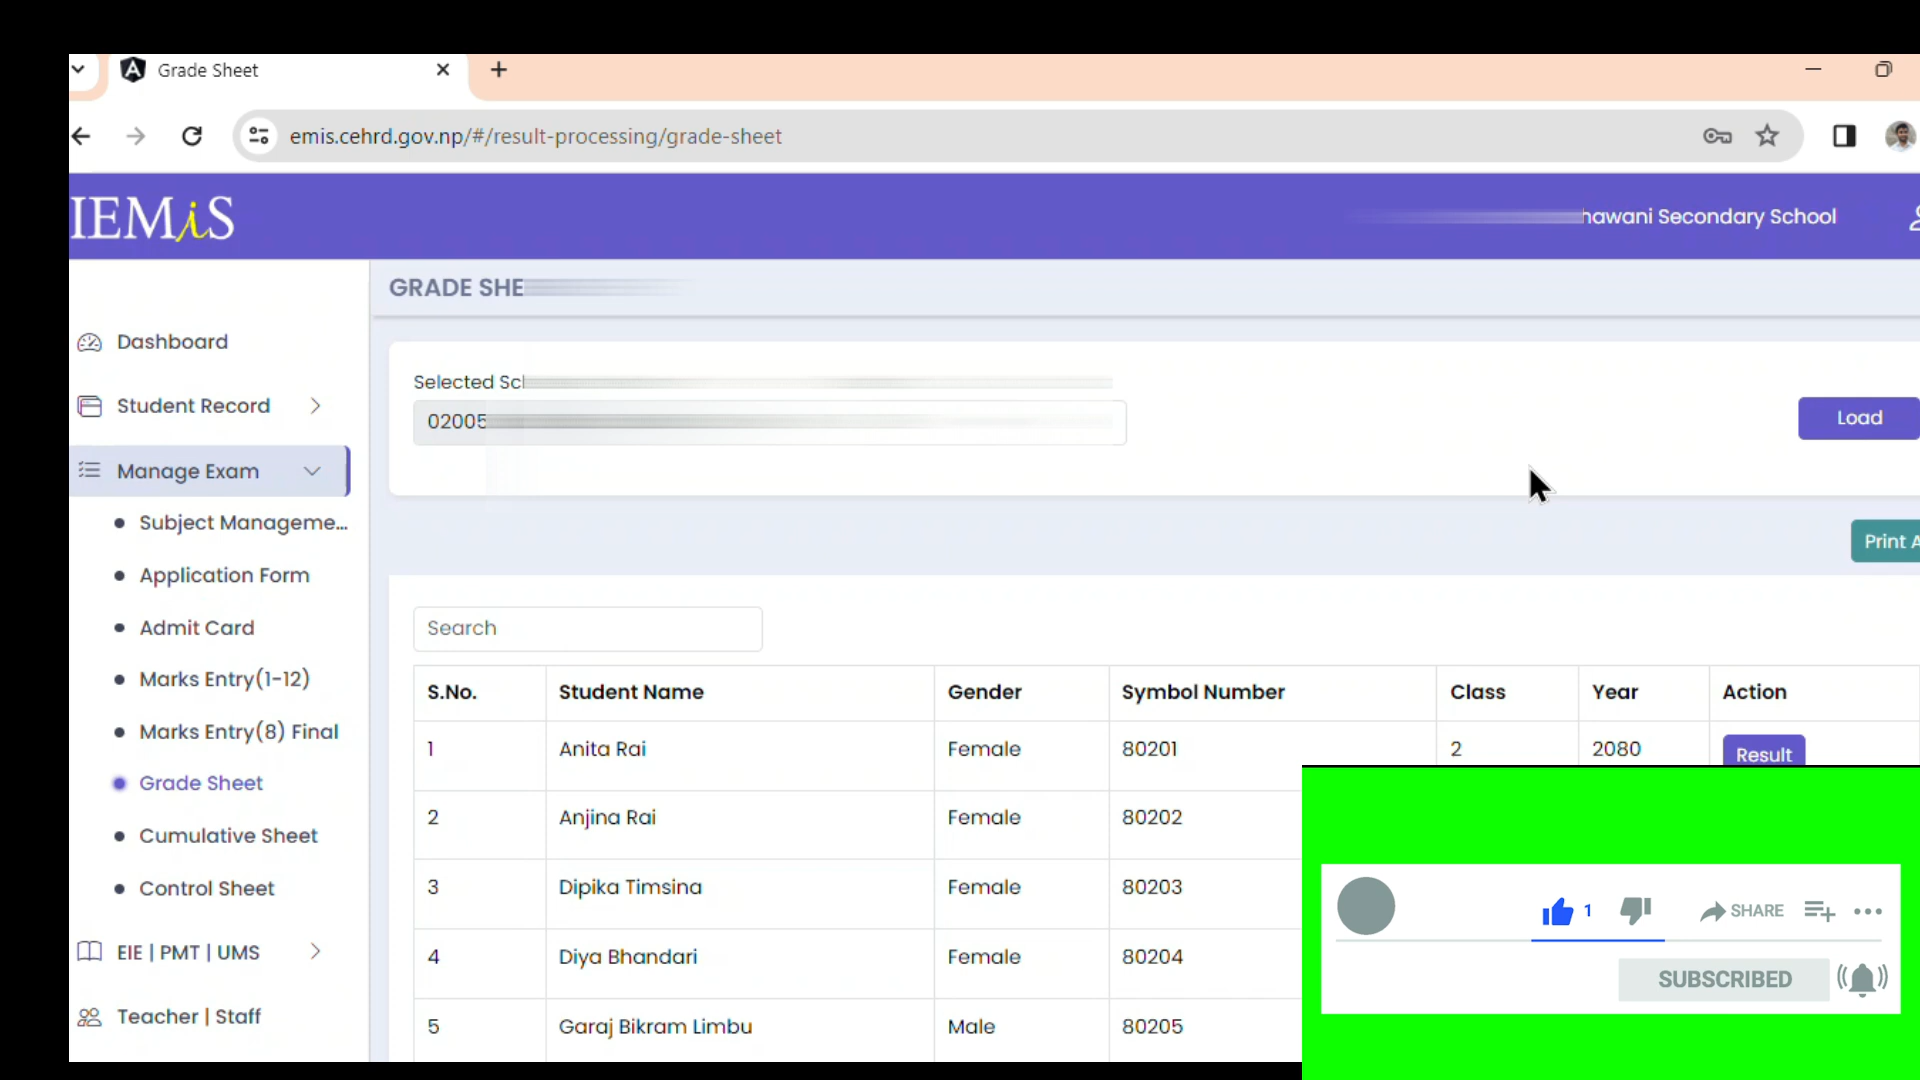 Grade Sheet
emis.cehrd.gov.np/#/result-processing/grade-sheet
IEMiS
hawani Secondary School
GRADE SHE
Dashboard
Selected Sc
Student Record
02005
Load
Manage Exam
Subject Manageme...
Print A
Application Form
Search
Admit Card
Marks Entry(1-12)
S.No. Student Name Gender Symbol Number Class Year Action
Marks Entry(8) Final
1 Anita Rai Female 80201 2 2080 Result
Grade Sheet
2 Anjina Rai Female 80202
Cumulative Sheet
3 Dipika Timsina Female 80203
Control Sheet
1 SHARE
EIE | PMT | UMS
4 Diya Bhandari Female 80204
SUBSCRIBED
Teacher | Staff
5 Garaj Bikram Limbu Male 80205